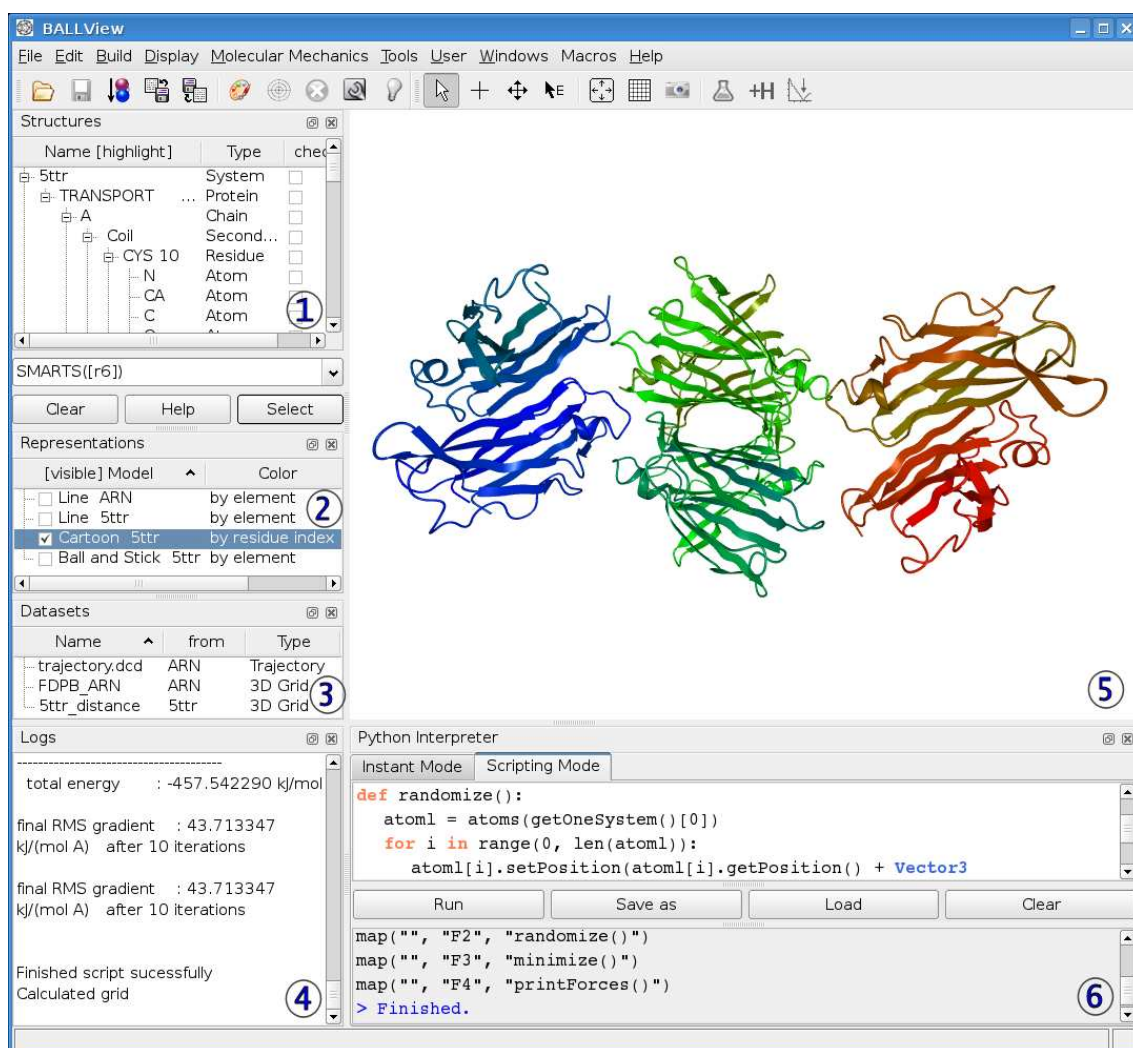 BALLView
File Edit Build Display Molecular Mechanics Tools User Windows Macros Help
E +H
Structures
Name [highlight] Type chec
5ttr System
TRANSPORT ... Protein
A Chain
Coil Second...
CYS 10 Residue
N Atom
CA Atom
C Atom
1
SMARTS([r6])
Clear Help Select
Representations
[visible] Model Color
Line ARN by element
Line 5ttr by element
2
Cartoon 5ttr by residue index
Ball and Stick 5ttr by element
Datasets
Name from Type
trajectory.dcd ARN Trajectory
FDPB_ARN ARN 3D Grid
5ttr_distance 5ttr 3D Grid
3
5
Logs
----------------------------------------
total energy : -457.542290 kJ/mol
final RMS gradient : 43.713347
kJ/(mol A) after 10 iterations
final RMS gradient : 43.713347
kJ/(mol A) after 10 iterations
Finished script sucessfully
Calculated grid
4
Python Interpreter
Instant Mode Scripting Mode
def randomize():
atoml = atoms(getOneSystem()[0])
for i in range(0, len(atoml)):
atoml[i].setPosition(atoml[i].getPosition() + Vector3
Run Save as Load Clear
map("", "F2", "randomize()")
map("", "F3", "minimize()")
map("", "F4", "printForces()")
> Finished.
6